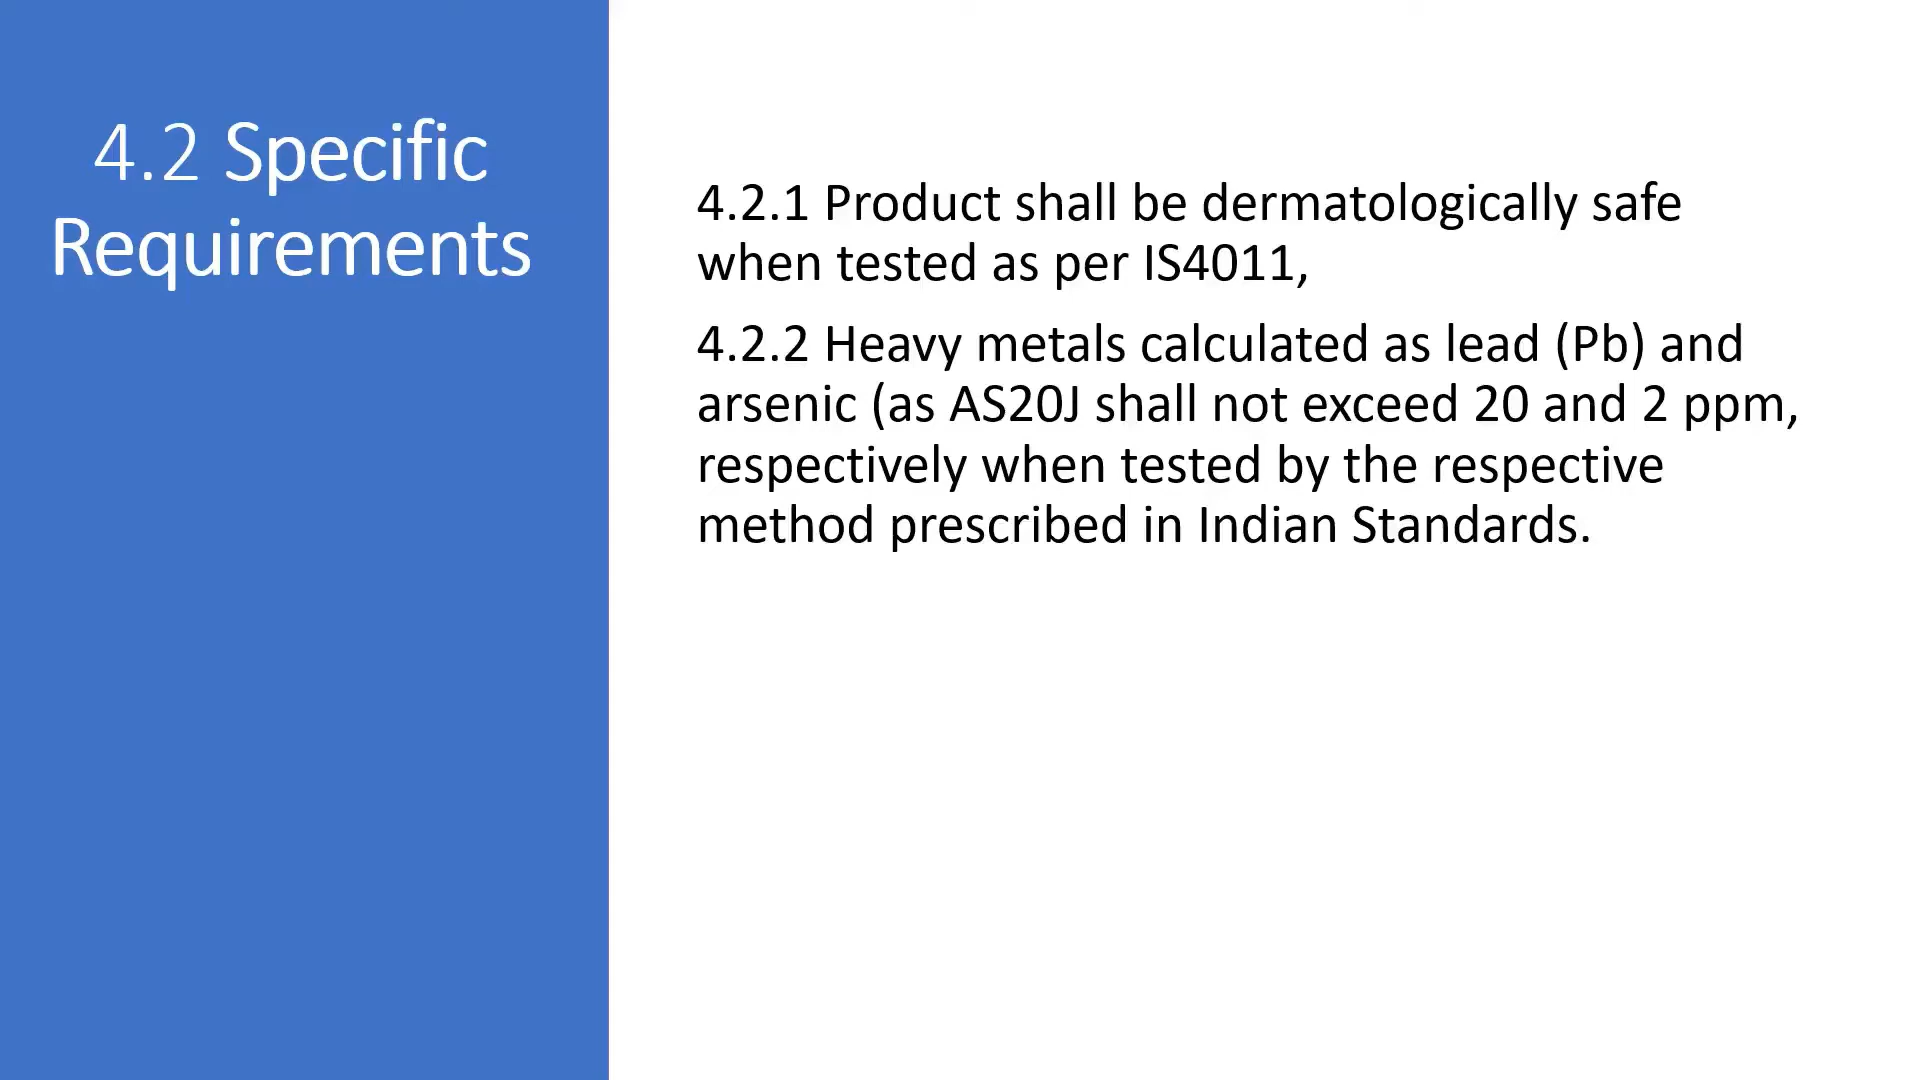 4.2 Specific
Requirements
4.2.1 Product shall be dermatologically safe
when tested as per IS4011,
4.2.2 Heavy metals calculated as lead (Pb) and
arsenic (as AS20J shall not exceed 20 and 2 ppm,
respectively when tested by the respective
method prescribed in Indian Standards.